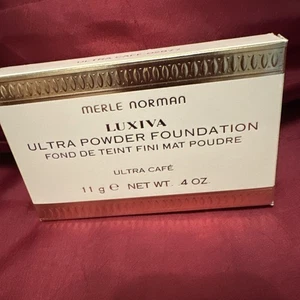 MERLE NORMAN
LUXIVA
ULTRA POWDER FOUNDATION
FOND DE TEINT FINI MAT POUDRE
ULTRA CAFÉ
11 g e NET WT. .4 OZ.